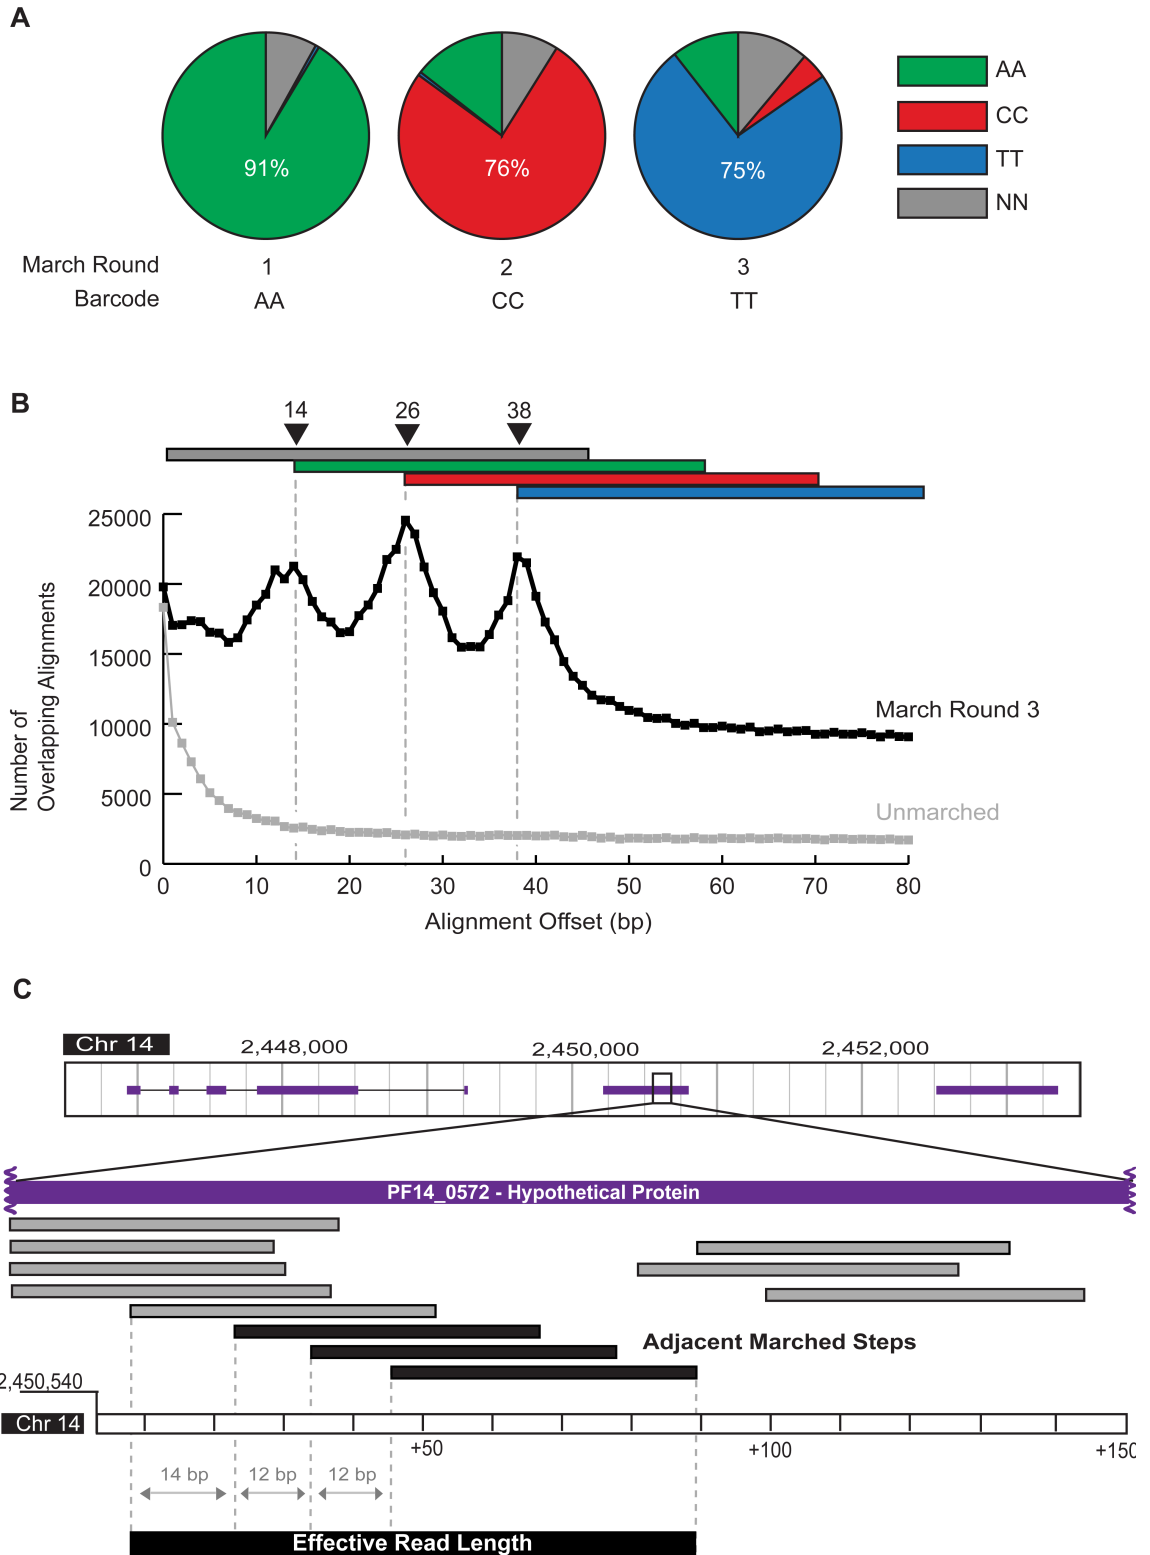 A
91%
76%
75%
AA
CC
TT
NN
March Round 1 2 3
Barcode AA CC TT
B
14 26 38
25000
20000
15000
10000
5000
0
Number of
Overlapping Alignments
March Round 3
Unmarched
0 10 20 30 40 50 60 70 80
Alignment Offset (bp)
C
Chr 14 2,448,000 2,450,000 2,452,000
PF14_0572 - Hypothetical Protein
Adjacent Marched Steps
2,450,540
Chr 14
+50 +100 +150
14 bp 12 bp 12 bp
Effective Read Length